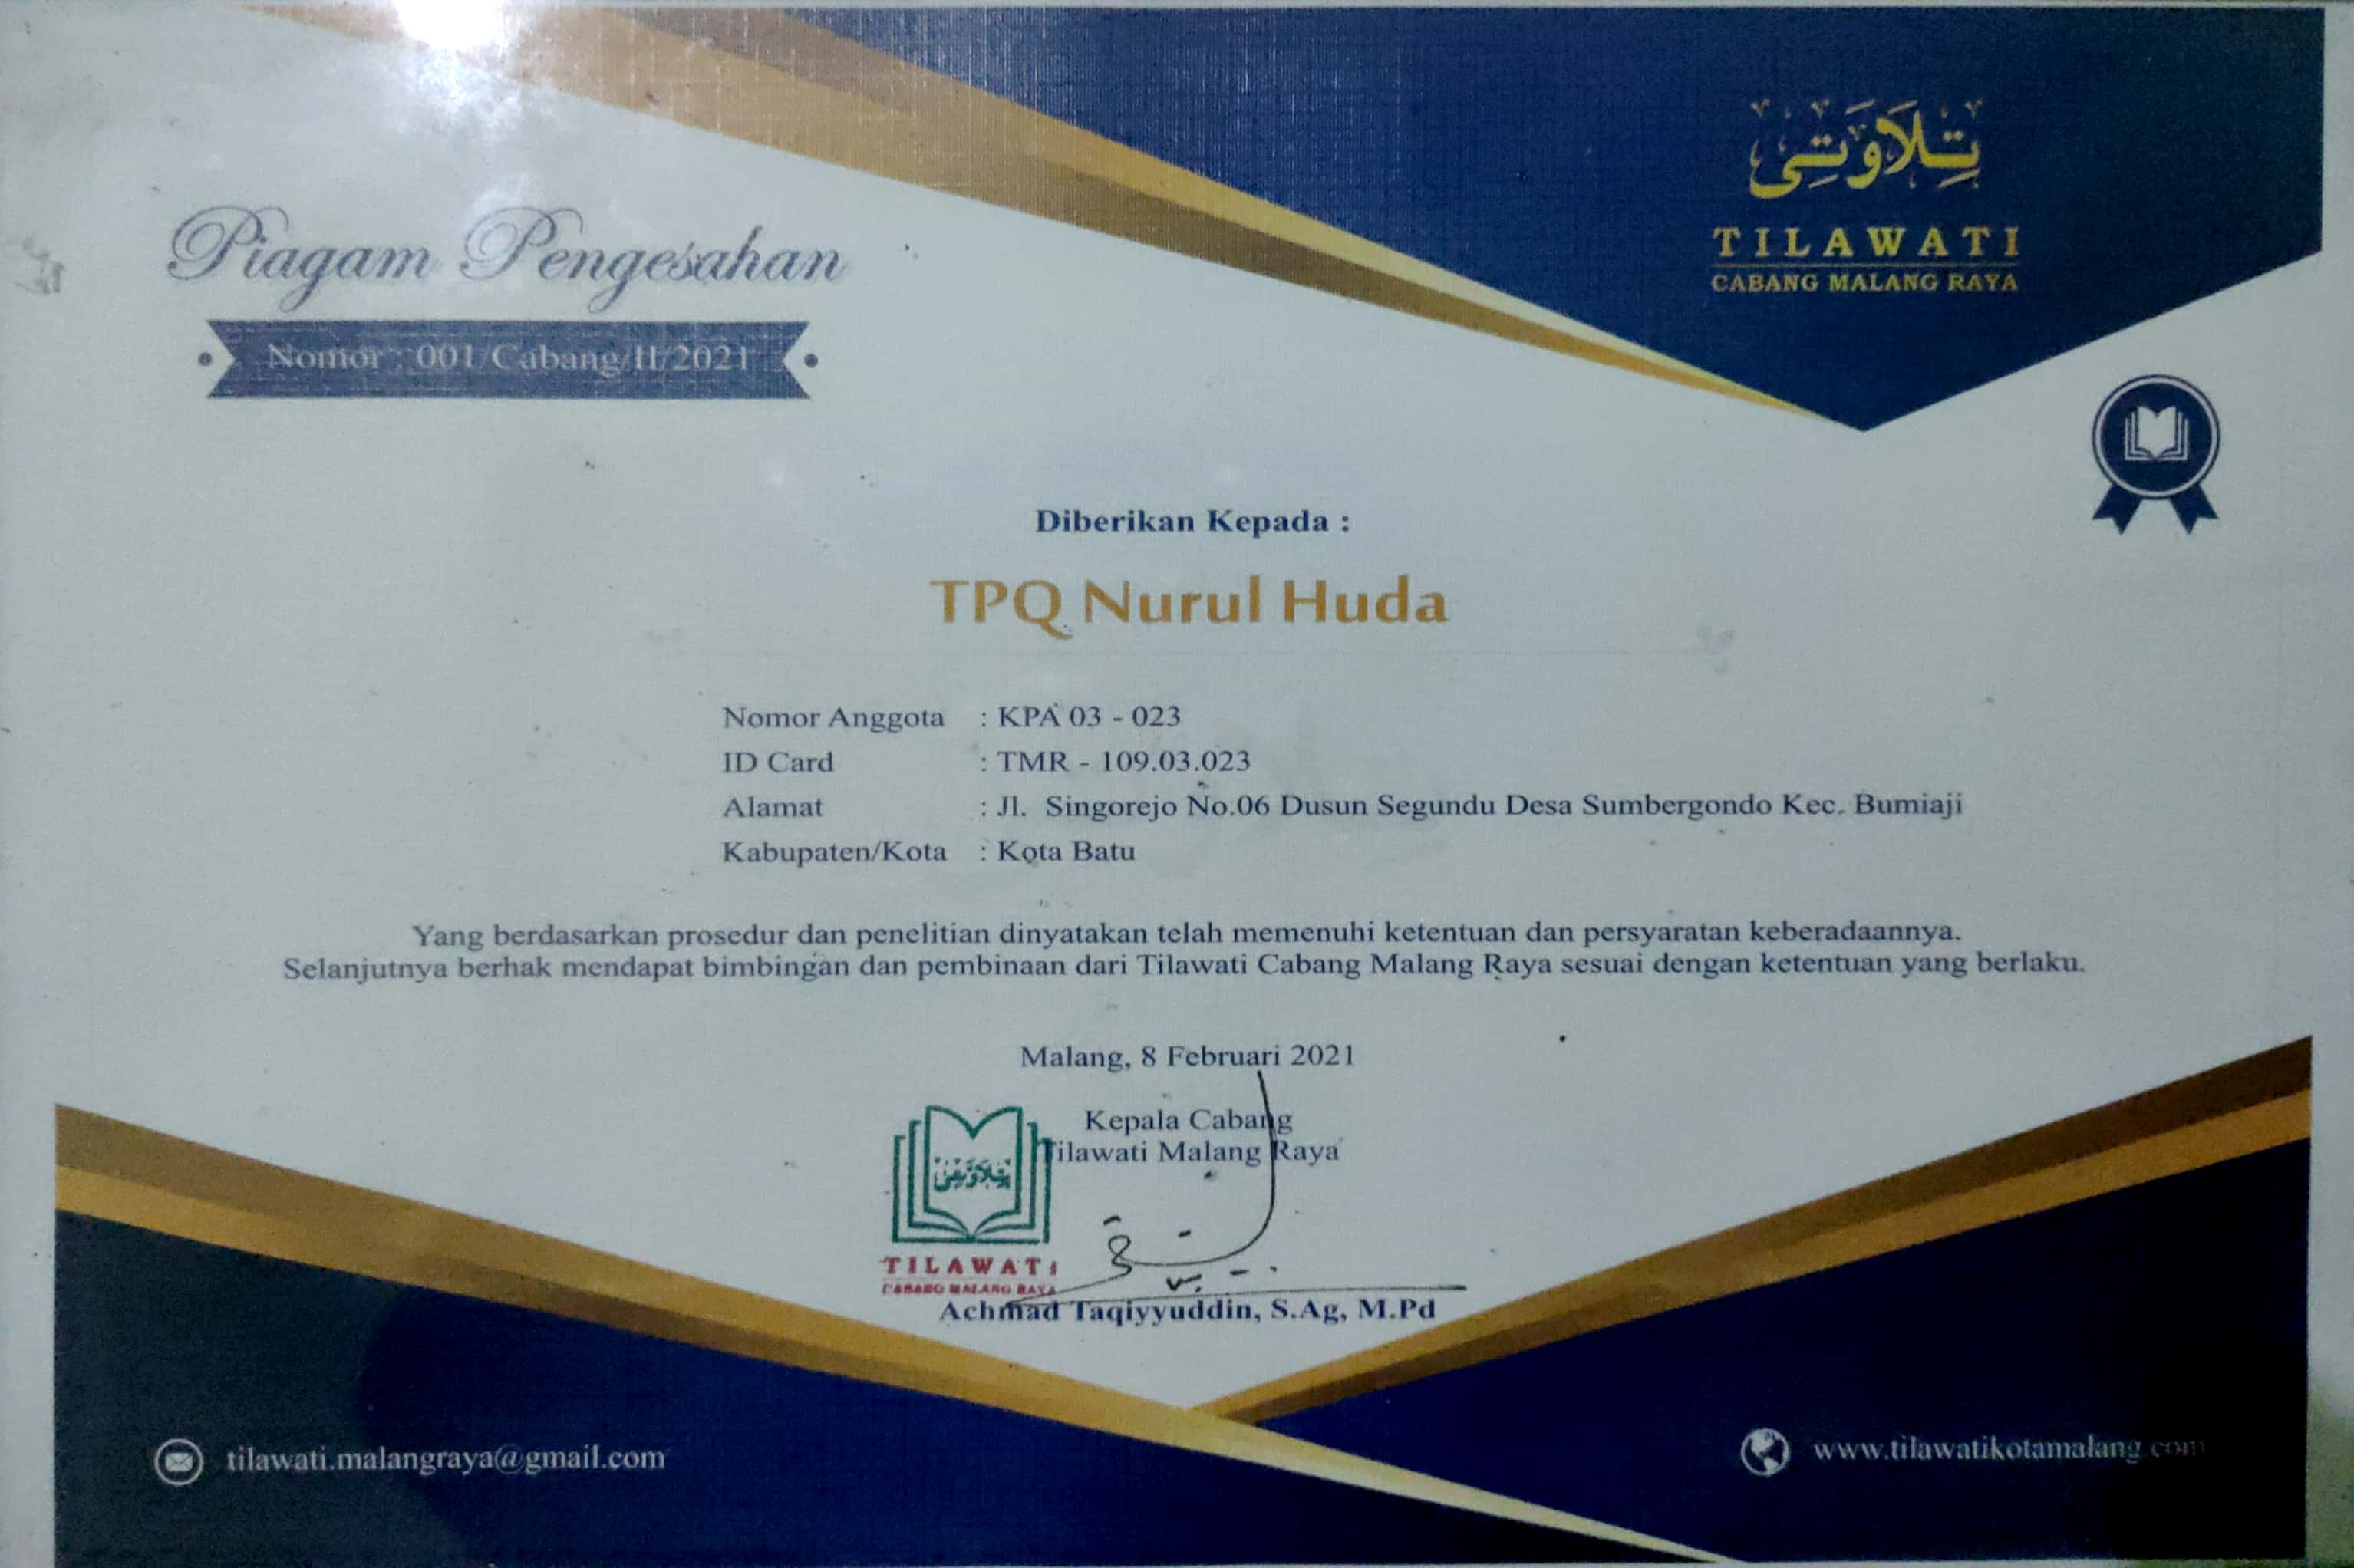 تِلَاوَتِى
TILAWATI
CABANG MALANG RAYA
Piagam Pengesahan
Nomor : 001/Cabang/II/2021
Diberikan Kepada :
TPQ Nurul Huda
Nomor Anggota : KPA 03 - 023
ID Card : TMR - 109.03.023
Alamat : Jl. Singorejo No.06 Dusun Segundu Desa Sumbergondo Kec. Bumiaji
Kabupaten/Kota : Kota Batu
Yang berdasarkan prosedur dan penelitian dinyatakan telah memenuhi ketentuan dan persyaratan keberadaannya.
Selanjutnya berhak mendapat bimbingan dan pembinaan dari Tilawati Cabang Malang Raya sesuai dengan ketentuan yang berlaku.
Malang, 8 Februari 2021
Kepala Cabang
Tilawati Malang Raya
تِلَاوَتِى
TILAWATI
CABANG MALANG RAYA
Achmad Taqiyyuddin, S.Ag, M.Pd
tilawati.malangraya@gmail.com
www.tilawatikotamalang.com